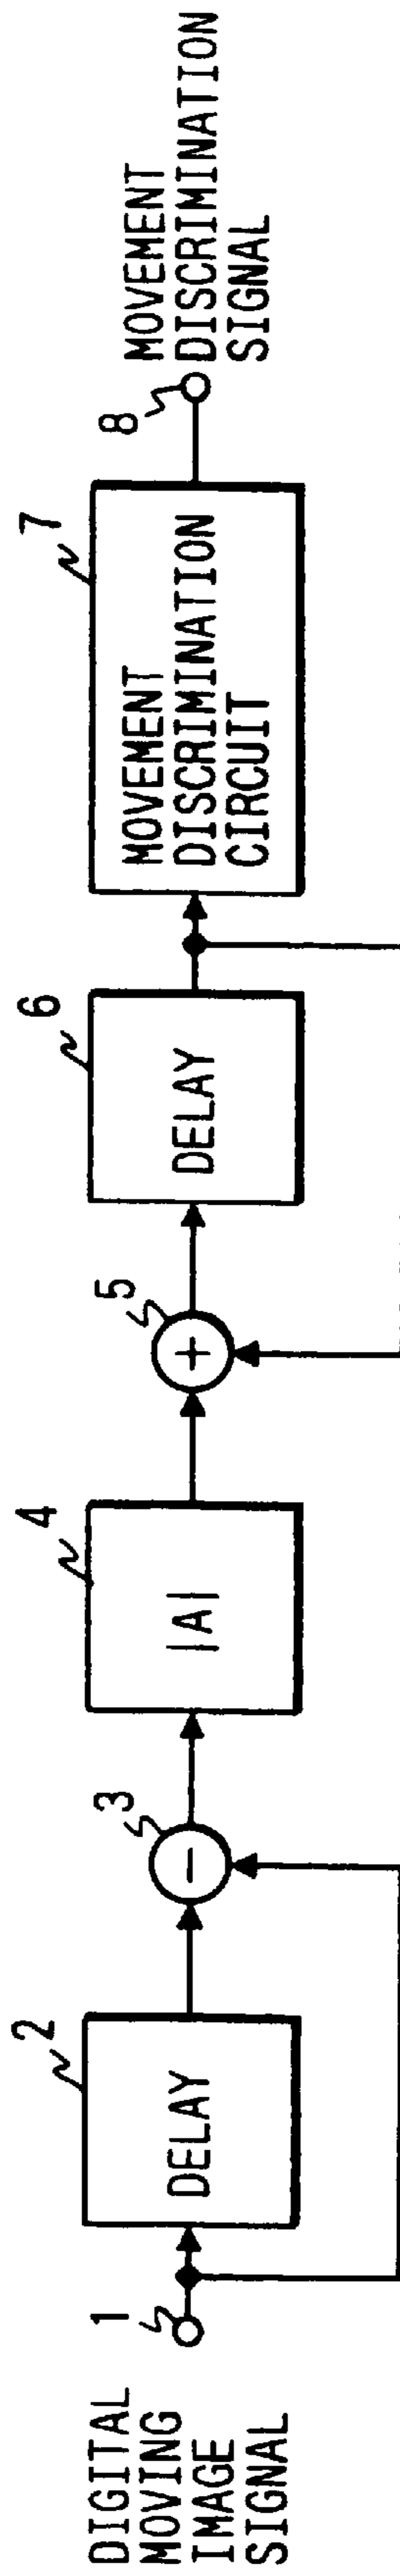 DIGITAL
MOVING
IMAGE
SIGNAL
1
2
DELAY
3
−
4
|A|
5
+
6
DELAY
7
MOVEMENT
DISCRIMINATION
CIRCUIT
8
MOVEMENT
DISCRIMINATION
SIGNAL